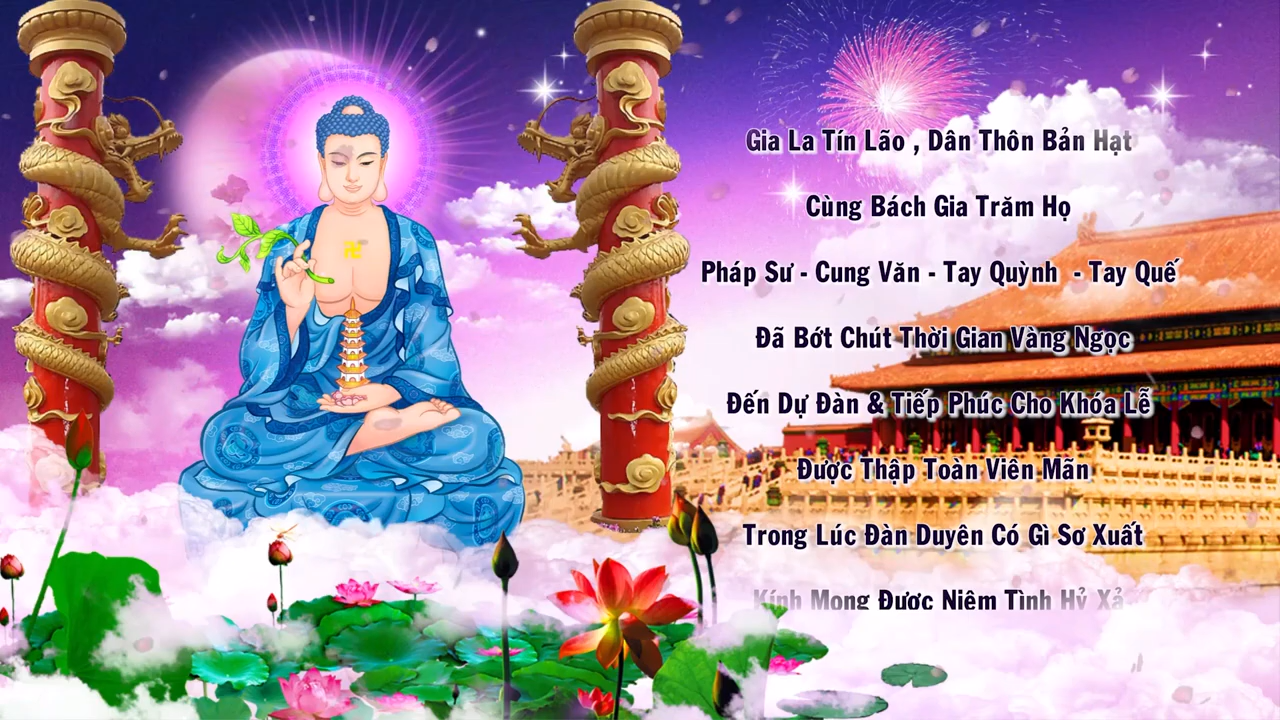 Gia La Tín Lão , Dân Thôn Bản Hạt
Cùng Bách Gia Trăm Họ
Pháp Sư - Cung Văn - Tay Quỳnh - Tay Quế
Đã Bớt Chút Thời Gian Vàng Ngọc
Đến Dự Đàn & Tiếp Phúc Cho Khóa Lễ
Được Thập Toàn Viên Mãn
Trong Lúc Đàn Duyên Có Gì Sơ Xuất
Kính Mong Được Niệm Tình Hỷ Xả